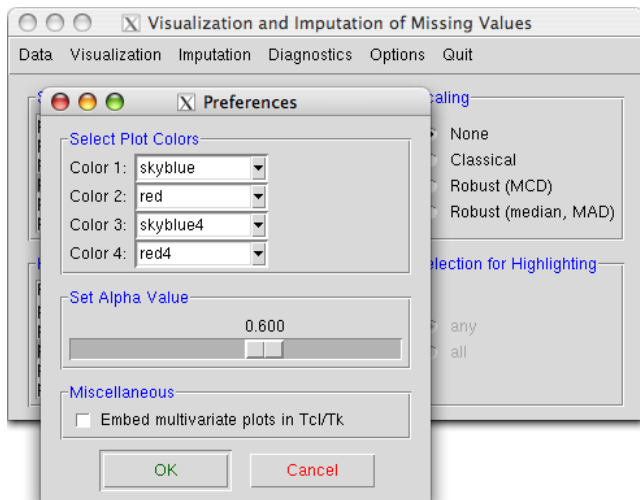 Visualization and Imputation of Missing Values
Data Visualization Imputation Diagnostics Options Quit
Preferences
Select Plot Colors
Color 1: skyblue
Color 2: red
Color 3: skyblue4
Color 4: red4
Set Alpha Value
0.600
Miscellaneous
Embed multivariate plots in Tcl/Tk
OK Cancel
aling
None
Classical
Robust (MCD)
Robust (median, MAD)
election for Highlighting
any
all